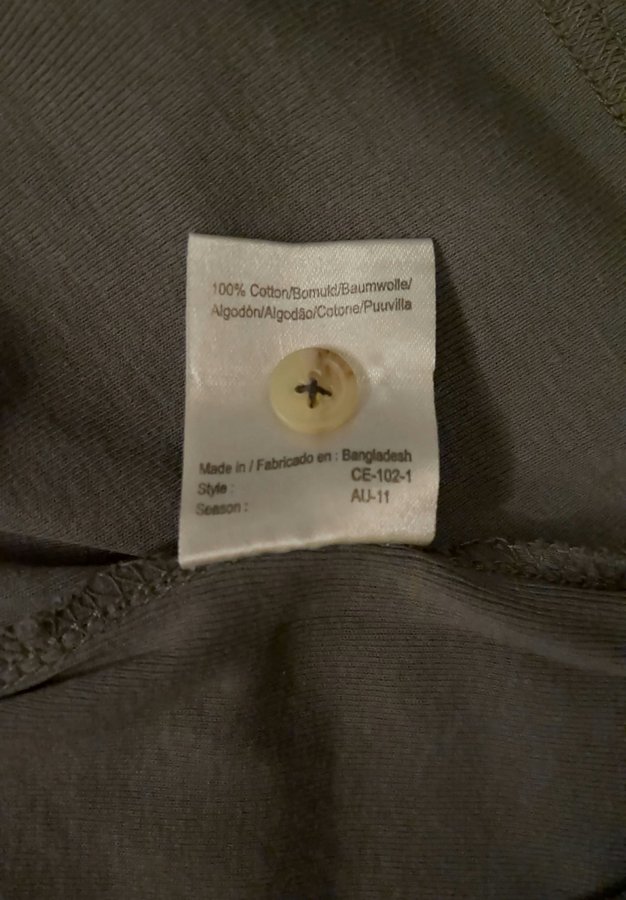 100% Cotton/Bomuld/Baumwolle/
Algodón/Algodão/Cotone/Puuvilla
Made in / Fabricado en : Bangladesh
Style : CE-102-1
Season : AU-11